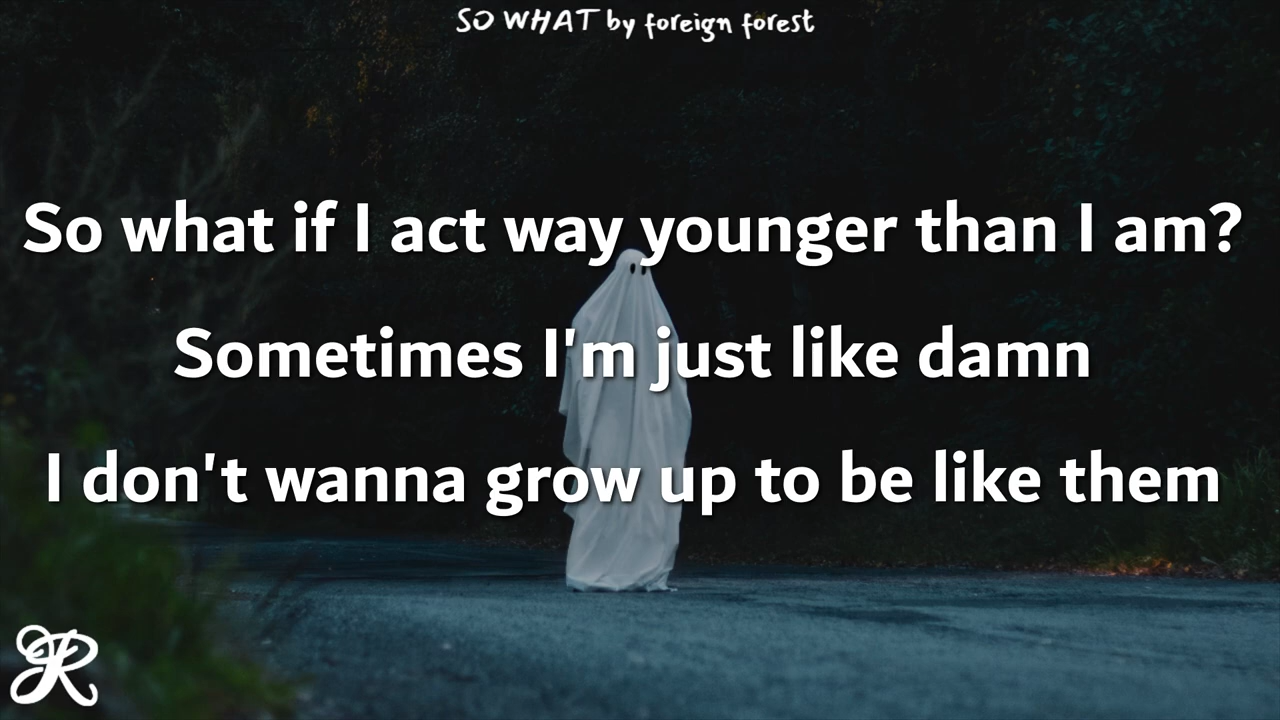 SO WHAT by foreign forest
So what if I act way younger than I am?
Sometimes I'm just like damn
I don't wanna grow up to be like them
JR